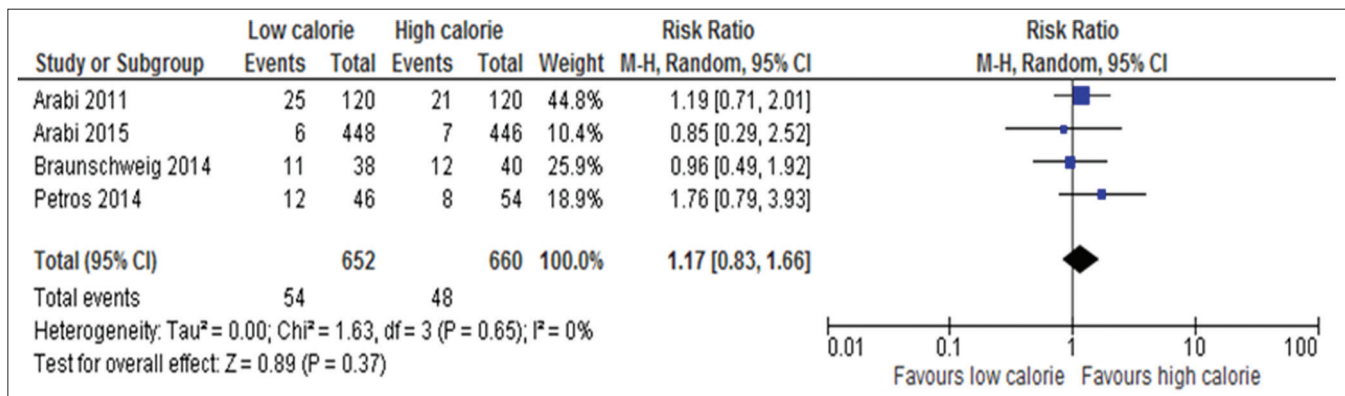 Low calorie High calorie Risk Ratio Risk Ratio
Study or Subgroup Events Total Events Total Weight M-H, Random, 95% CI M-H, Random, 95% CI
Arabi 2011 25 120 21 120 44.8% 1.19 [0.71, 2.01]
Arabi 2015 6 448 7 446 10.4% 0.85 [0.29, 2.52]
Braunschweig 2014 11 38 12 40 25.9% 0.96 [0.49, 1.92]
Petros 2014 12 46 8 54 18.9% 1.76 [0.79, 3.93]
Total (95% CI) 652 660 100.0% 1.17 [0.83, 1.66]
Total events 54 48
Heterogeneity: Tau² = 0.00; Chi² = 1.63, df = 3 (P = 0.65); I² = 0%
Test for overall effect: Z = 0.89 (P = 0.37)
0.01 0.1 1 10 100
Favours low calorie Favours high calorie